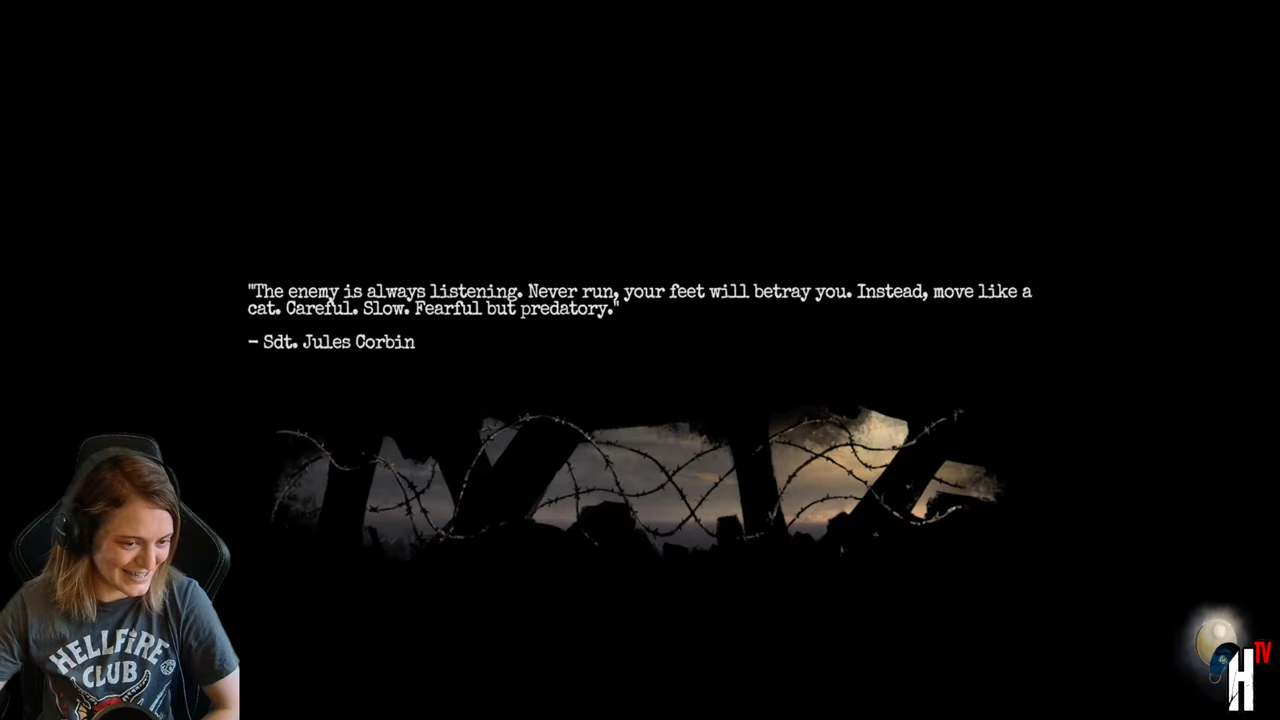 "The enemy is always listening. Never run, your feet will betray you. Instead, move like a
cat. Careful. Slow. Fearful but predatory."
- Sdt. Jules Corbin
HELLFIRE
CLUB
H TV